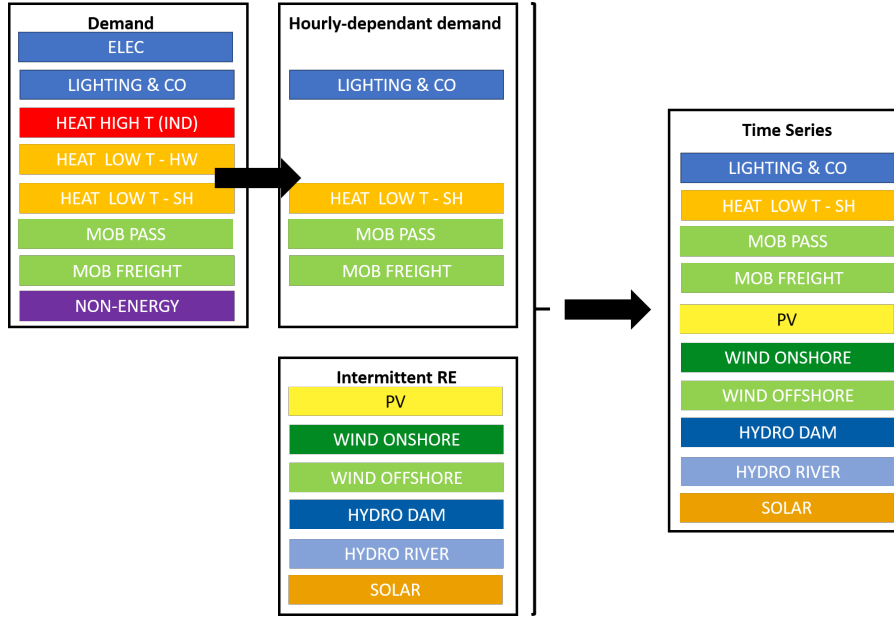 Demand
ELEC
LIGHTING & CO
HEAT HIGH T (IND)
HEAT LOW T - HW
HEAT LOW T - SH
MOB PASS
MOB FREIGHT
NON-ENERGY
Hourly-dependant demand
LIGHTING & CO
HEAT LOW T - SH
MOB PASS
MOB FREIGHT
Intermittent RE
PV
WIND ONSHORE
WIND OFFSHORE
HYDRO DAM
HYDRO RIVER
SOLAR
Time Series
LIGHTING & CO
HEAT LOW T - SH
MOB PASS
MOB FREIGHT
PV
WIND ONSHORE
WIND OFFSHORE
HYDRO DAM
HYDRO RIVER
SOLAR